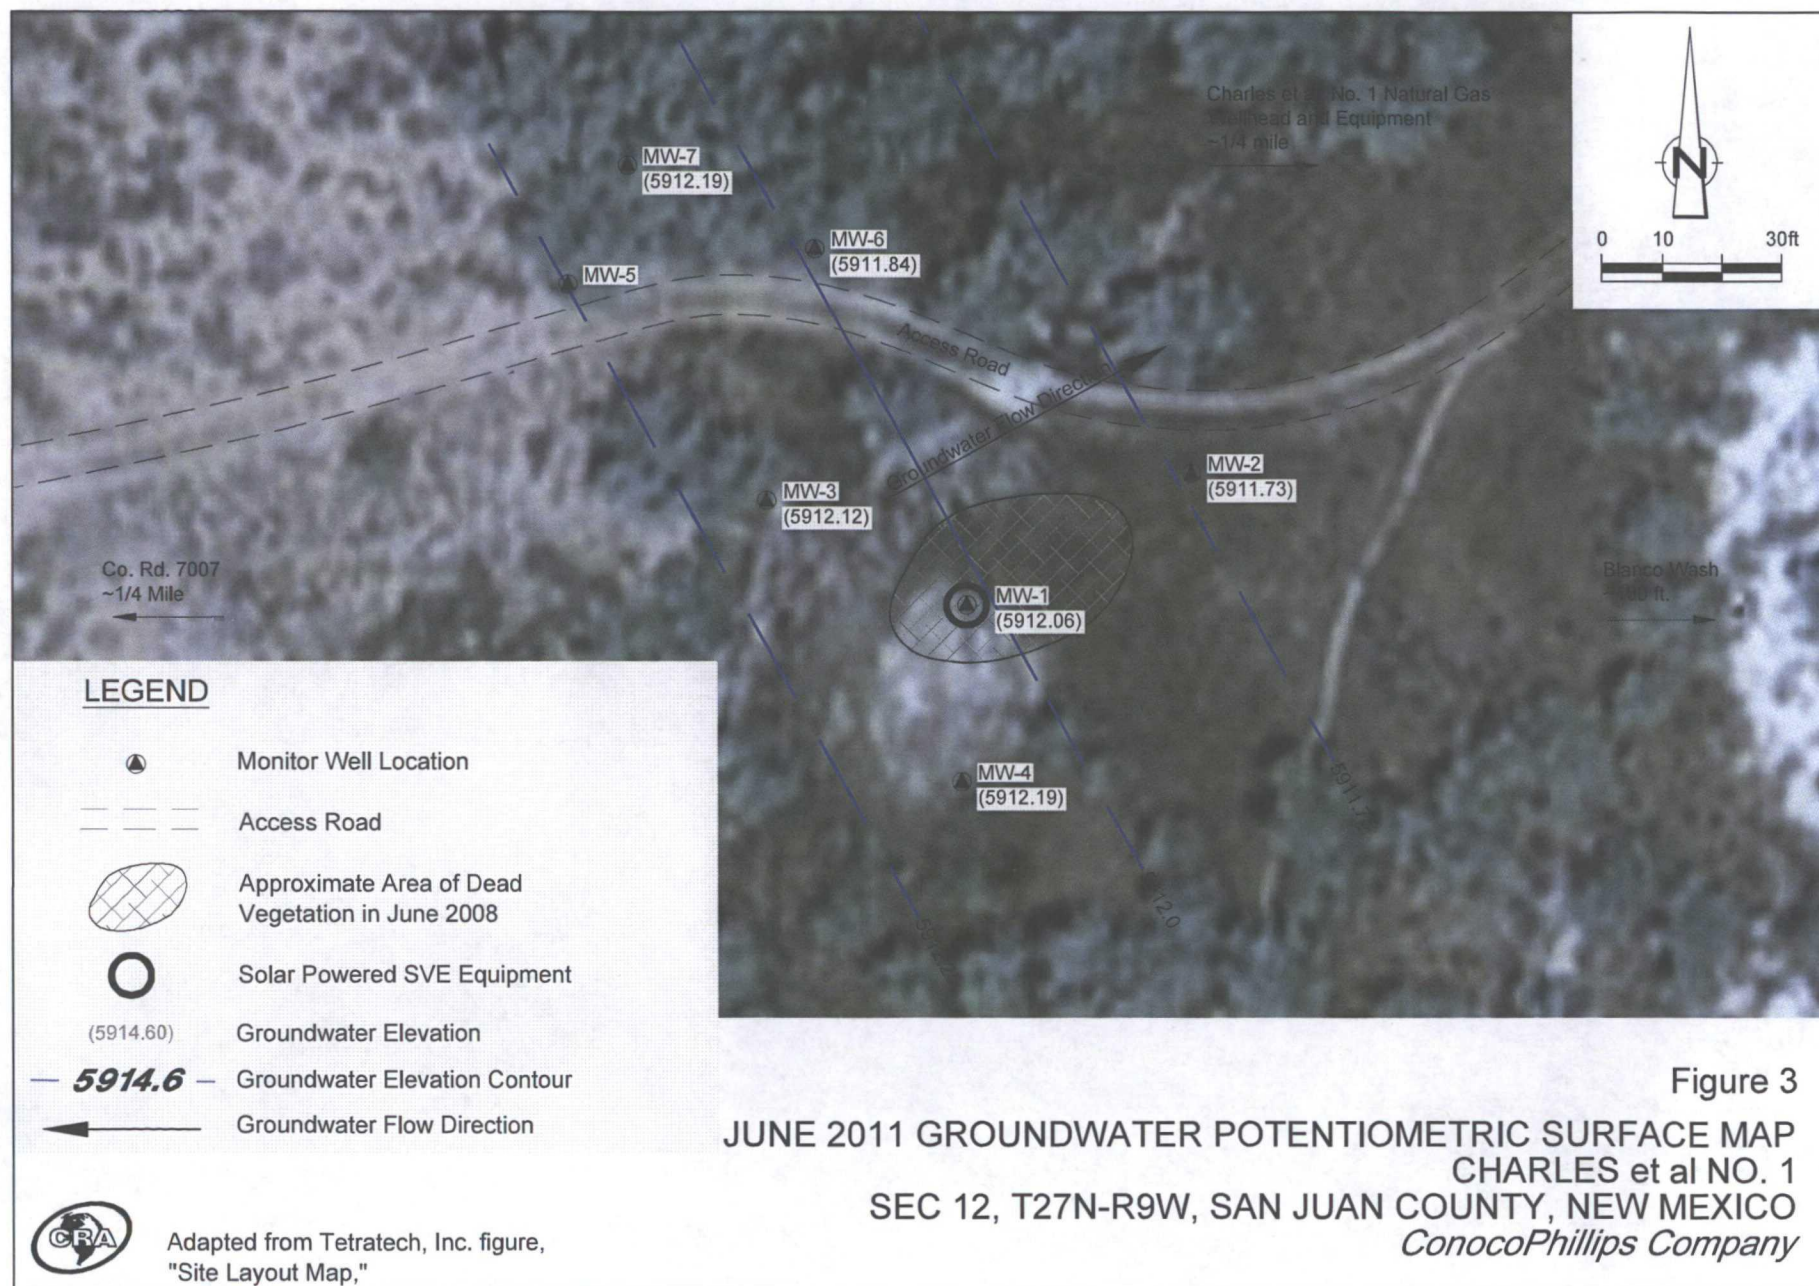 Charles et al No. 1 Natural Gas
Wellhead and Equipment
~1/4 mile
N
0 10 30ft
MW-7
(5912.19)
MW-6
(5911.84)
MW-5
Access Road
Groundwater Flow Direction
MW-2
(5911.73)
MW-3
(5912.12)
Co. Rd. 7007
~1/4 Mile
MW-1
(5912.06)
Blanco Wash
ft.
MW-4
(5912.19)
LEGEND
Monitor Well Location
Access Road
Approximate Area of Dead
Vegetation in June 2008
Solar Powered SVE Equipment
(5914.60) Groundwater Elevation
5914.6 Groundwater Elevation Contour
Groundwater Flow Direction
Figure 3
JUNE 2011 GROUNDWATER POTENTIOMETRIC SURFACE MAP
CHARLES et al NO. 1
SEC 12, T27N-R9W, SAN JUAN COUNTY, NEW MEXICO
ConocoPhillips Company
CRA
Adapted from Tetratech, Inc. figure,
"Site Layout Map,"